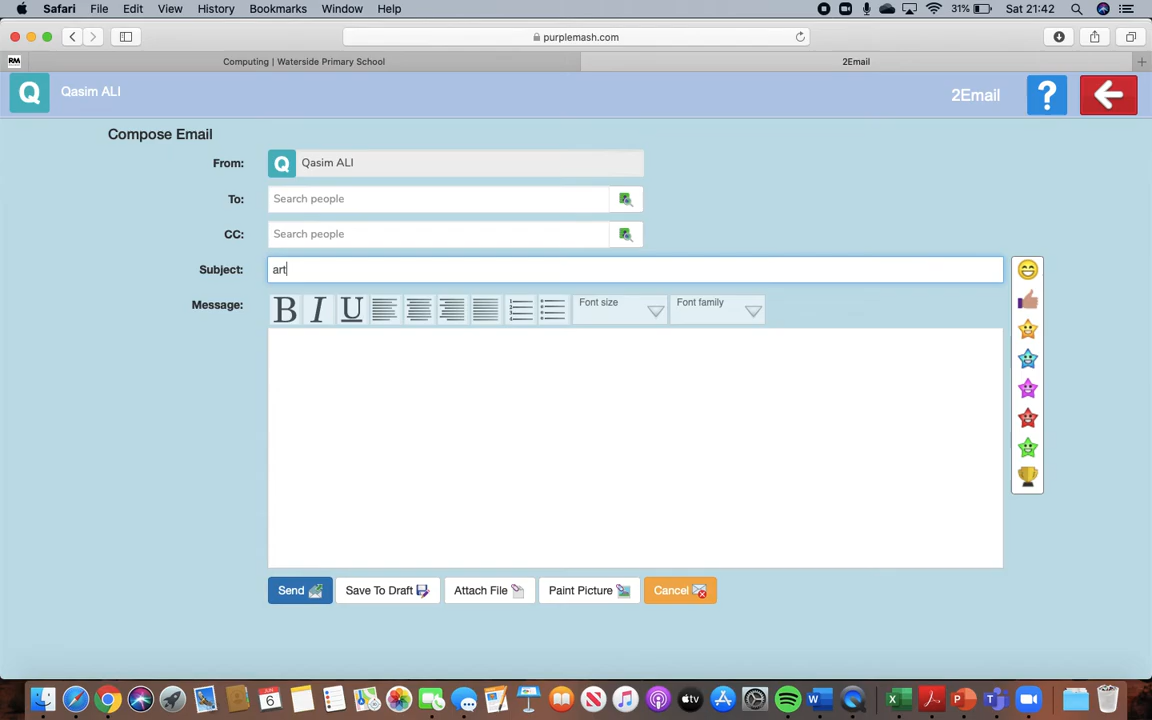 Safari File Edit View History Bookmarks Window Help 31% Sat 21:42
purplemash.com
RM Computing | Waterside Primary School 2Email
Q Qasim ALI 2Email ?
Compose Email
From: Q Qasim ALI
To: Search people
CC: Search people
Subject: art
Message: B I U Font size Font family
Send Save To Draft Attach File Paint Picture Cancel